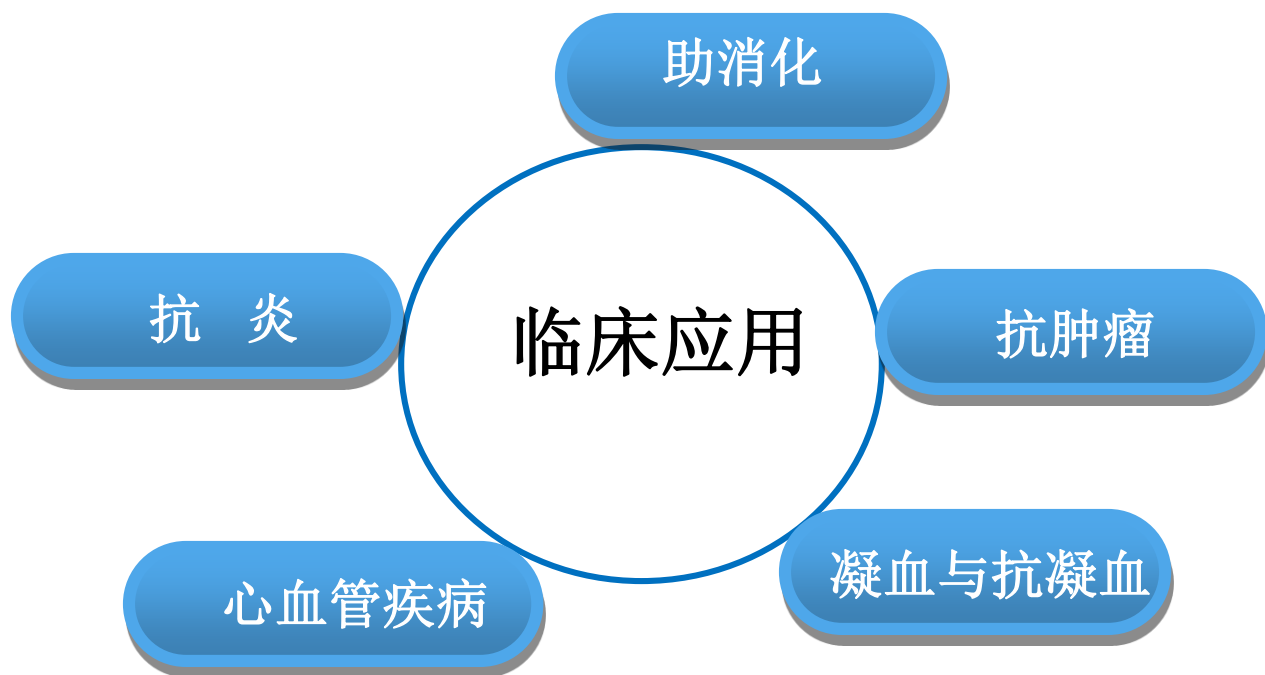 助消化
抗 炎
临床应用
抗肿瘤
心血管疾病
凝血与抗凝血